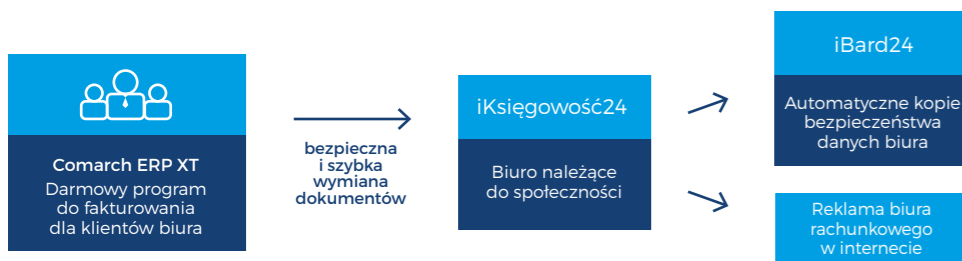 Comarch ERP XT
Darmowy program
do fakturowania
dla klientów biura
bezpieczna
i szybka
wymiana
dokumentów
iKsięgowość24
Biuro należące
do społeczności
iBard24
Automatyczne kopie
bezpieczeństwa
danych biura
Reklama biura
rachunkowego
w internecie